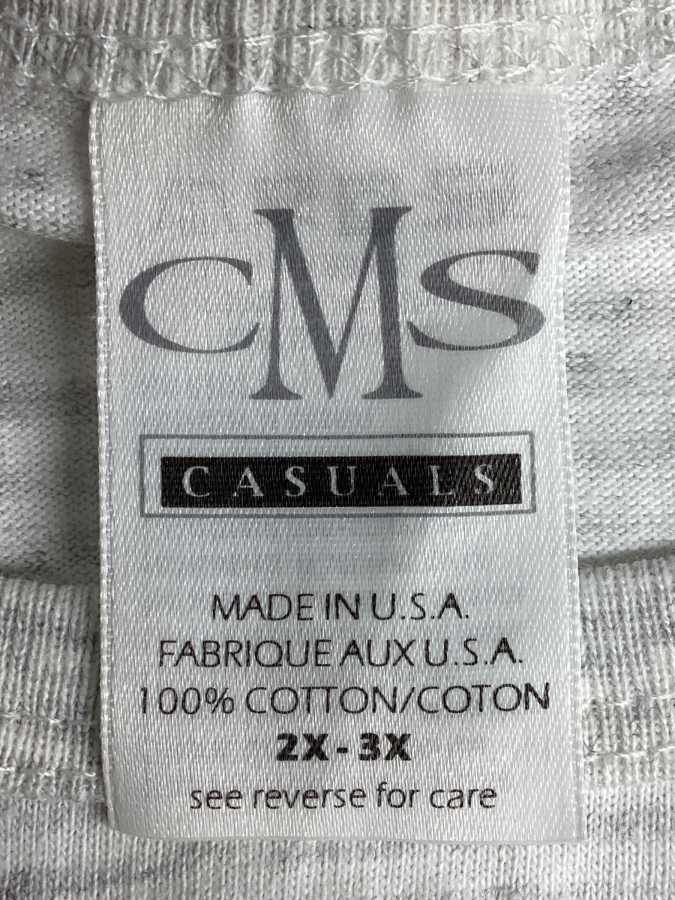 CMS
CASUALS
MADE IN U.S.A.
FABRIQUE AUX U.S.A.
100% COTTON/COTON
2X-3X
see reverse for care